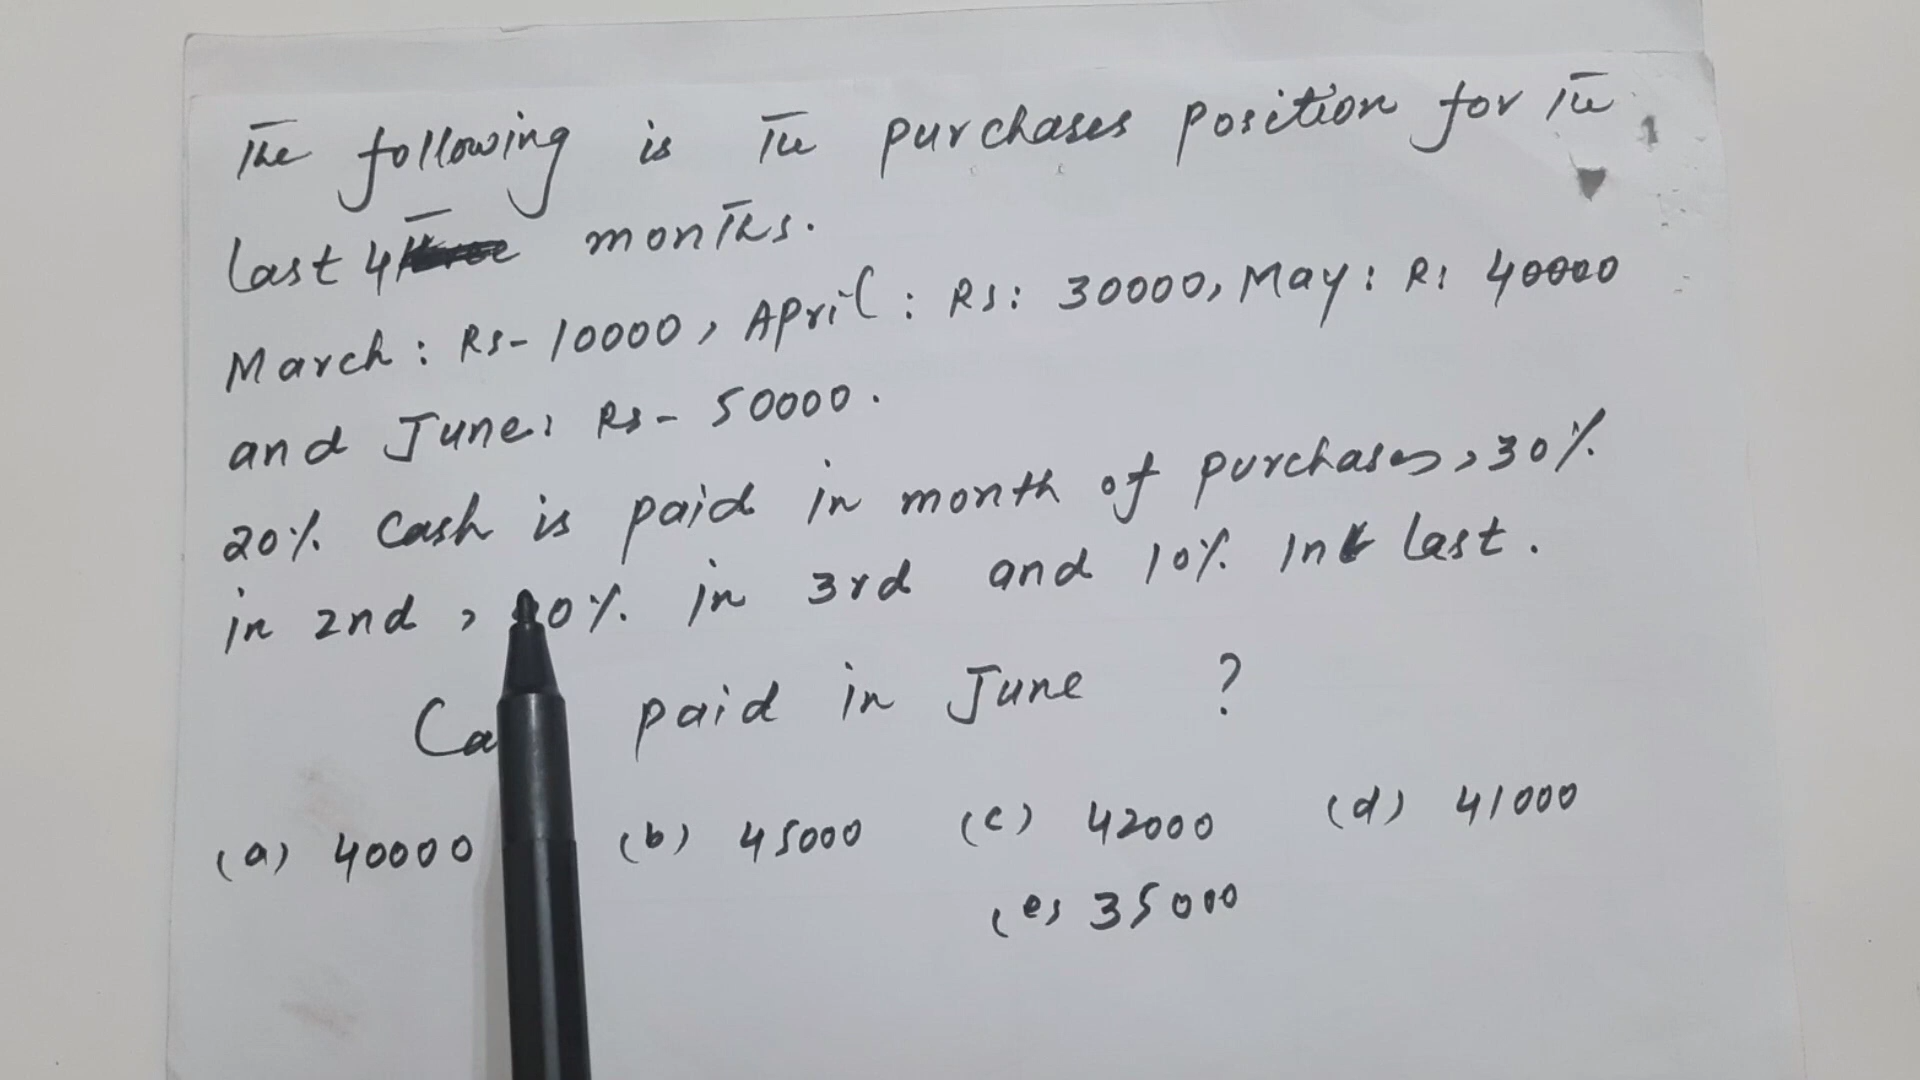 The following is the purchases position for the
last 4 months.
March : Rs- 10000, April : Rs: 30000, May : R: 40000
and June: Rs- 50000.
20% Cash is paid in month of purchases, 30%
in 2nd, in 3rd and 10% in last.
paid in June ?
(a) 40000 (b) 45000 (c) 42000 (d) 41000
(e) 35000